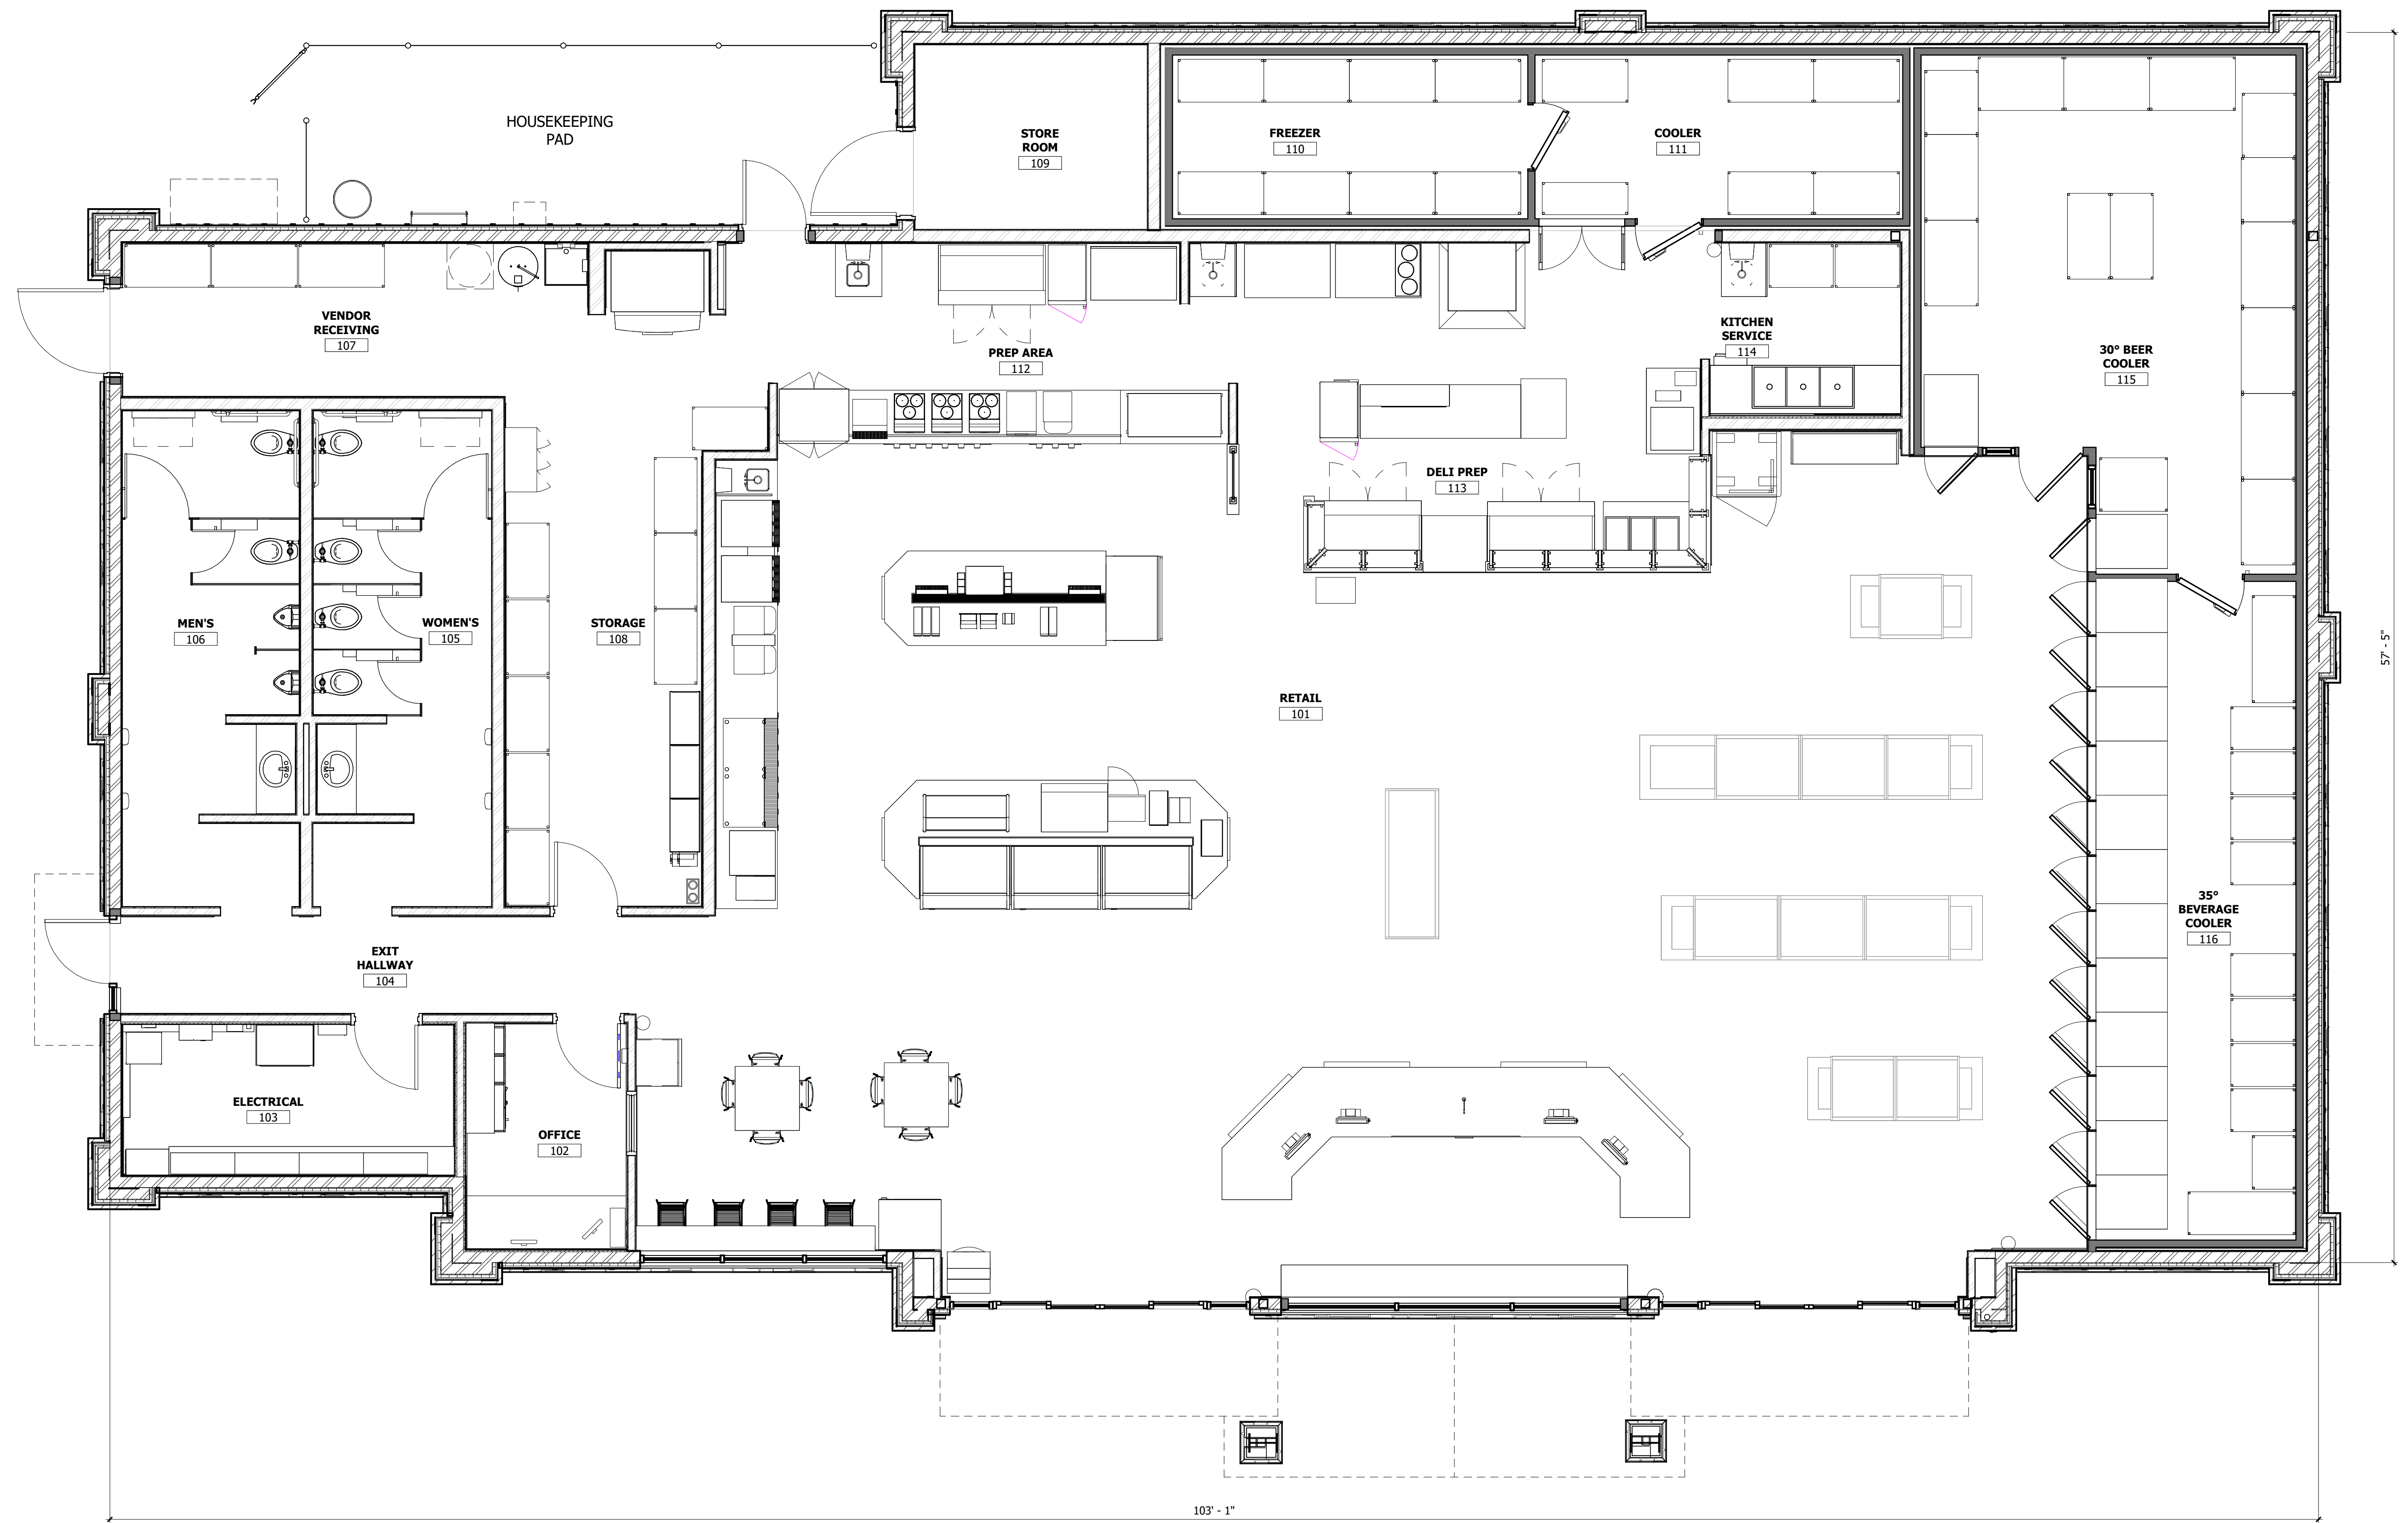 HOUSEKEEPING
PAD
STORE
ROOM
109
FREEZER
110
COOLER
111
VENDOR
RECEIVING
107
PREP AREA
112
KITCHEN
SERVICE
114
30° BEER
COOLER
115
DELI PREP
113
MEN'S
106
WOMEN'S
105
STORAGE
108
RETAIL
101
57' - 5"
35°
BEVERAGE
COOLER
116
EXIT
HALLWAY
104
ELECTRICAL
103
OFFICE
102
103' - 1"